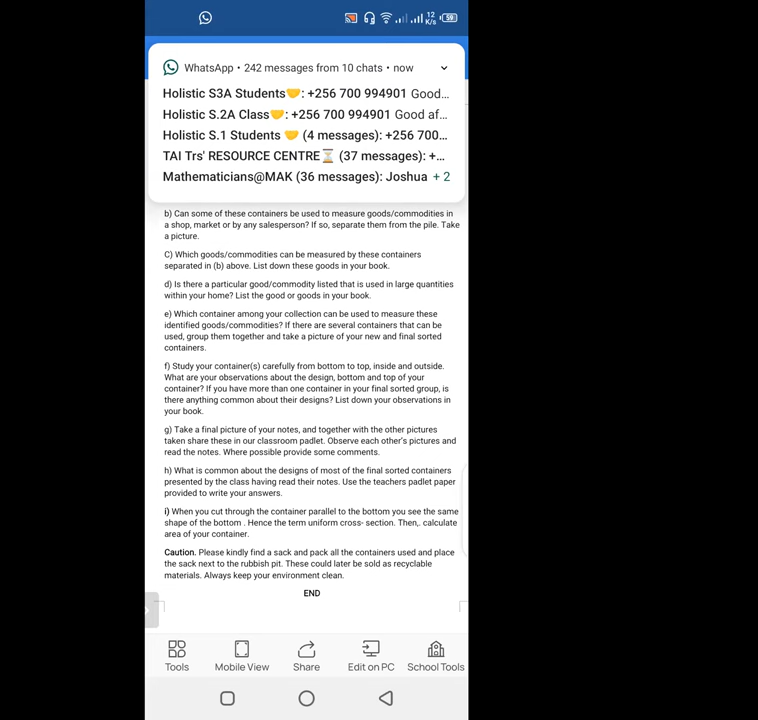 12
K/s
59
WhatsApp • 242 messages from 10 chats • now
Holistic S3A Students🤝: +256 700 994901 Good...
Holistic S.2A Class🤝: +256 700 994901 Good af...
Holistic S.1 Students 🤝 (4 messages): +256 700...
TAI Trs' RESOURCE CENTRE⏳ (37 messages): +...
Mathematicians@MAK (36 messages): Joshua + 2
b) Can some of these containers be used to measure goods/commodities in
a shop, market or by any salesperson? If so, separate them from the pile. Take
a picture.
C) Which goods/commodities can be measured by these containers
separated in (b) above. List down these goods in your book.
d) Is there a particular good/commodity listed that is used in large quantities
within your home? List the good or goods in your book.
e) Which container among your collection can be used to measure these
identified goods/commodities? If there are several containers that can be
used, group them together and take a picture of your new and final sorted
containers.
f) Study your container(s) carefully from bottom to top, inside and outside.
What are your observations about the design, bottom and top of your
container? If you have more than one container in your final sorted group, is
there anything common about their designs? List down your observations in
your book.
g) Take a final picture of your notes, and together with the other pictures
taken share these in our classroom padlet. Observe each other's pictures and
read the notes. Where possible provide some comments.
h) What is common about the designs of most of the final sorted containers
presented by the class having read their notes. Use the teachers padlet paper
provided to write your answers.
i) When you cut through the container parallel to the bottom you see the same
shape of the bottom . Hence the term uniform cross- section. Then,. calculate
area of your container.
Caution. Please kindly find a sack and pack all the containers used and place
the sack next to the rubbish pit. These could later be sold as recyclable
materials. Always keep your environment clean.
END
Tools
Mobile View
Share
Edit on PC
School Tools